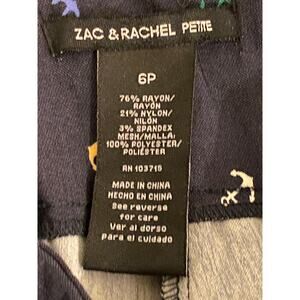 ZAC & RACHEL PETITE
6P
76% RAYON/
RAYÓN
21% NYLON/
NILÓN
3% SPANDEX
MESH/MALLA:
100% POLYESTER/
POLIÉSTER
RN 103715
MADE IN CHINA
HECHO EN CHINA
See reverse
for care
Ver al dorso
Para el cuidado